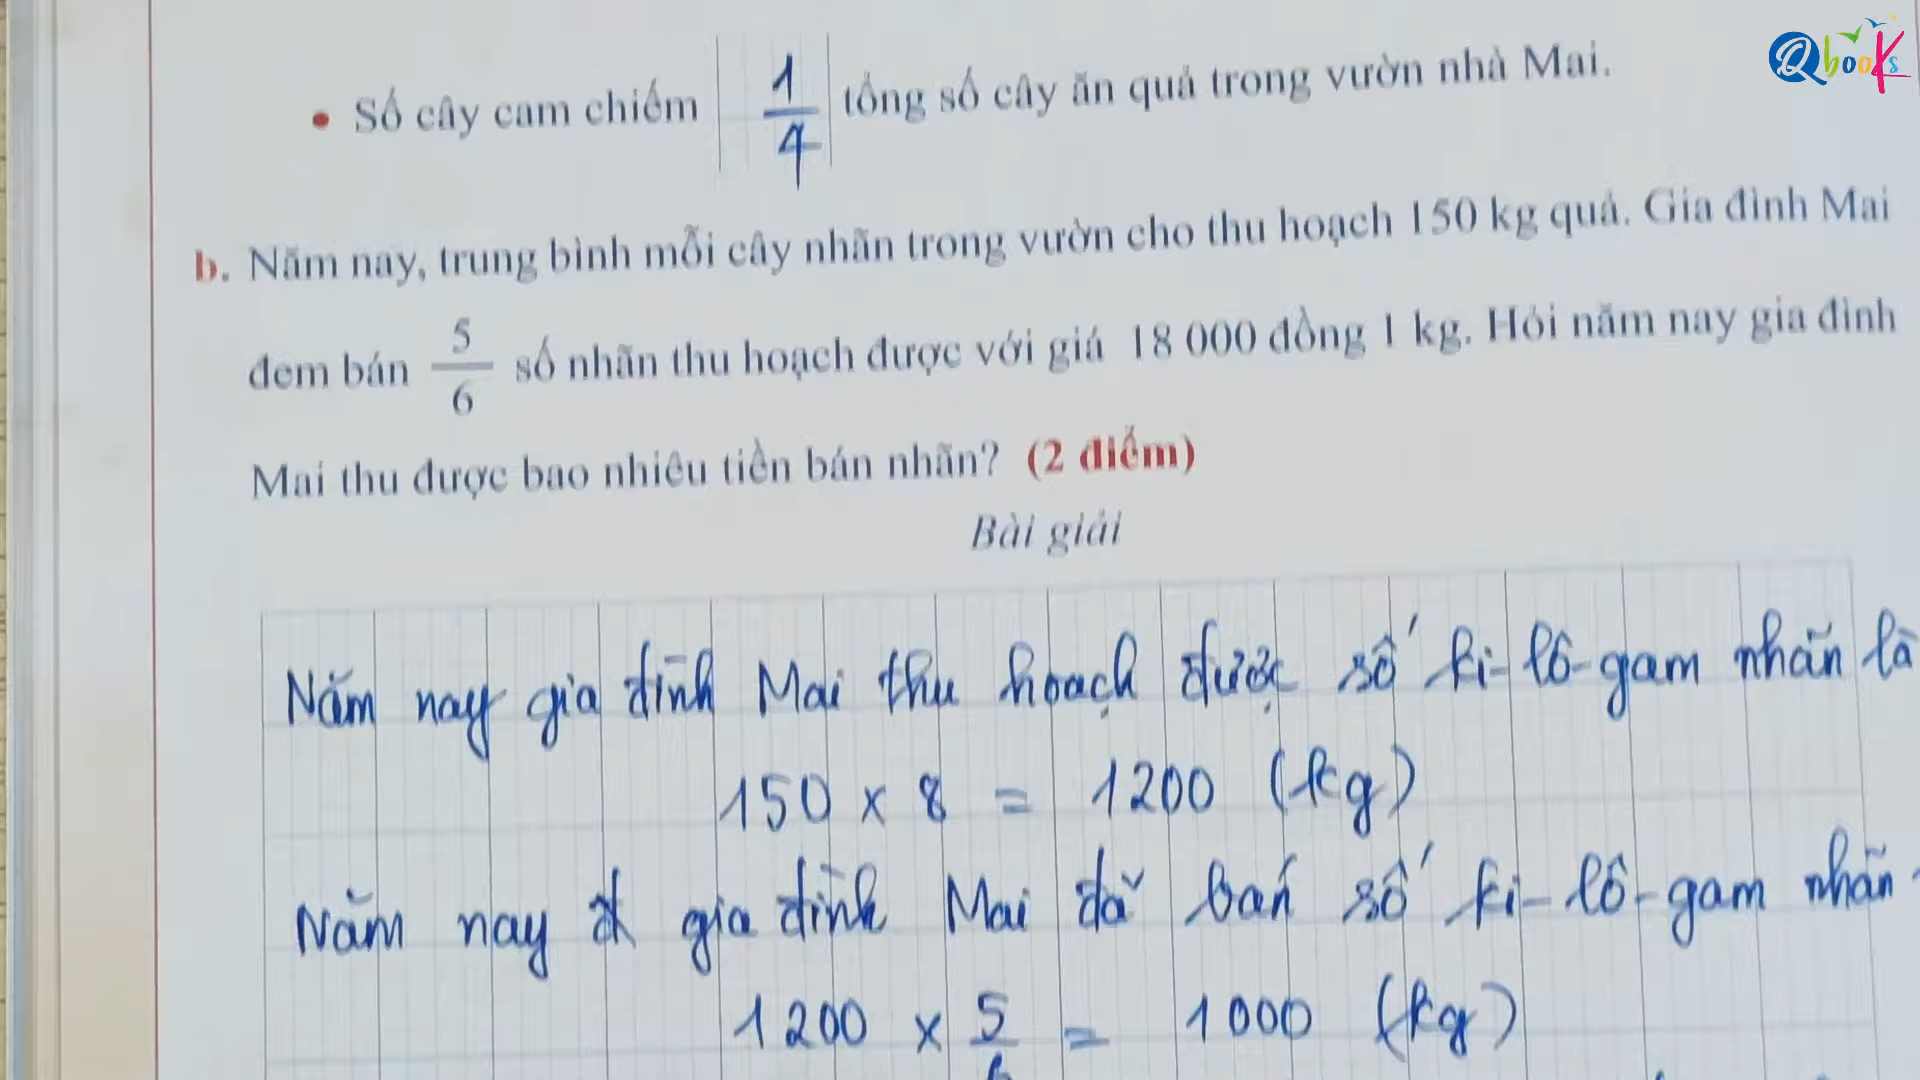 Qbooks
• Số cây cam chiếm 1/4 tổng số cây ăn quả trong vườn nhà Mai.
b. Năm nay, trung bình mỗi cây nhãn trong vườn cho thu hoạch 150 kg quả. Gia đình Mai
đem bán 5/6 số nhãn thu hoạch được với giá 18 000 đồng 1 kg. Hỏi năm nay gia đình
Mai thu được bao nhiêu tiền bán nhãn? (2 điểm)
Bài giải
Năm nay gia đình Mai thu hoạch được số ki-lô-gam nhãn là
150 x 8 = 1200 (kg)
Năm nay gia đình Mai đã bán số ki-lô-gam nhãn
1200 x 5/6 = 1000 (kg)